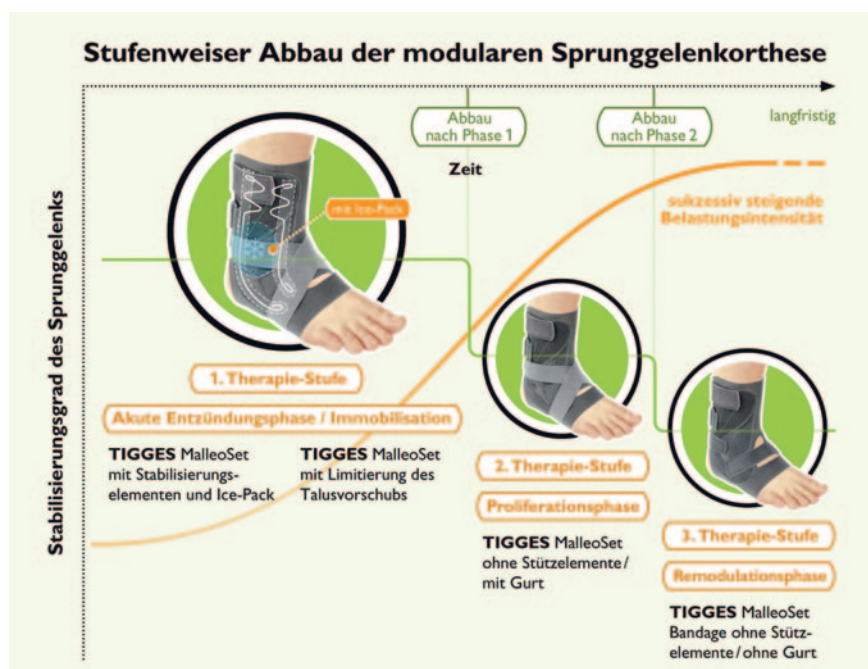 Stufenweiser Abbau der modularen Sprunggelenkorthese
Abbau
nach Phase 1
Abbau
nach Phase 2
langfristig
Zeit
sukzessiv steigende
Belastungsintensität
mit Ice-Pack
Stabilisierungsgrad des Sprunggelenks
1. Therapie-Stufe
Akute Entzündungphase / Immobilisation
TIGGES MalleoSet
mit Stabilisierungs-
elementen und Ice-Pack
TIGGES MalleoSet
mit Limitierung des
Talusvorschubs
2. Therapie-Stufe
Proliferationsphase
TIGGES MalleoSet
ohne Stützelemente/
mit Gurt
3. Therapie-Stufe
Remodulationsphase
TIGGES MalleoSet
Bandage ohne Stütz-
elemente/ohne Gurt